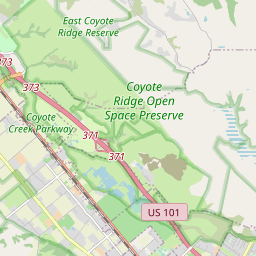 East Coyote
Ridge Reserve
373
373
Coyote
Ridge Open
Space Preserve
Coyote
Creek Parkway
371
371
US 101